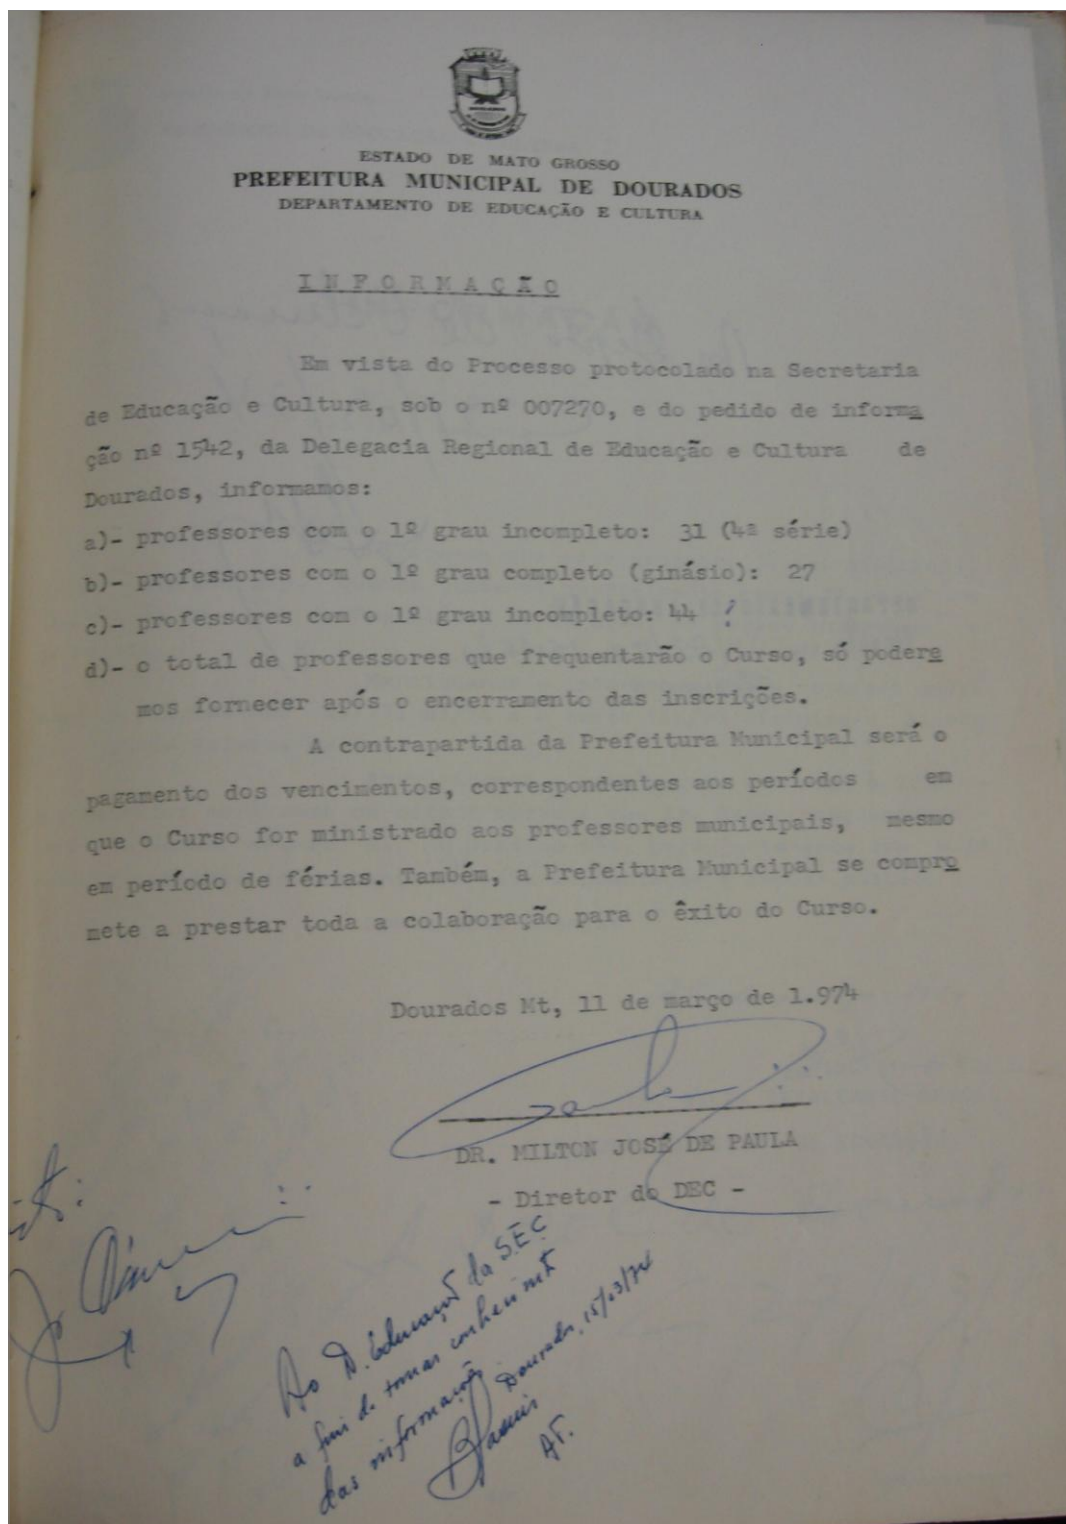 ESTADO DE MATO GROSSO
PREFEITURA MUNICIPAL DE DOURADOS
DEPARTAMENTO DE EDUCAÇÃO E CULTURA
INFORMAÇÃO
Em vista do Processo protocolado na Secretaria
de Educação e Cultura, sob o nº 007270, e do pedido de informa
ção nº 1542, da Delegacia Regional de Educação e Cultura de
Dourados, informamos:
a)- professores com o 1º grau incompleto: 31 (4ª série)
b)- professores com o 1º grau completo (ginásio): 27
c)- professores com o 1º grau incompleto: 44 ?
d)- o total de professores que frequentarão o Curso, só podere
mos fornecer após o encerramento das inscrições.
A contrapartida da Prefeitura Municipal será o
pagamento dos vencimentos, correspondentes aos períodos em
que o Curso for ministrado aos professores municipais, mesmo
em período de férias. Também, a Prefeitura Municipal se compro
mete a prestar toda a colaboração para o êxito do Curso.
Dourados Mt, 11 de março de 1.974
DR. MILTON JOSÉ DE PAULA
- Diretor do DEC -
Ao D. Educação da SEC
a fim de tomar conhecimto
das informações
Dourados, 15/03/74